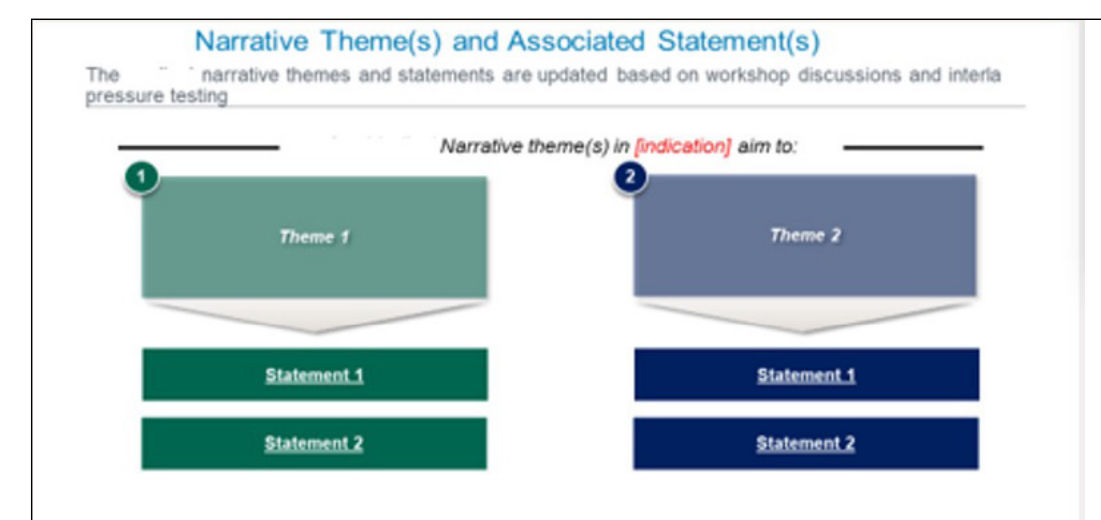 Narrative Theme(s) and Associated Statement(s)
The narrative themes and statements are updated based on workshop discussions and interla
pressure testing
Narrative theme(s) in [indication] aim to:
1
2
Theme 1
Theme 2
Statement 1
Statement 1
Statement 2
Statement 2